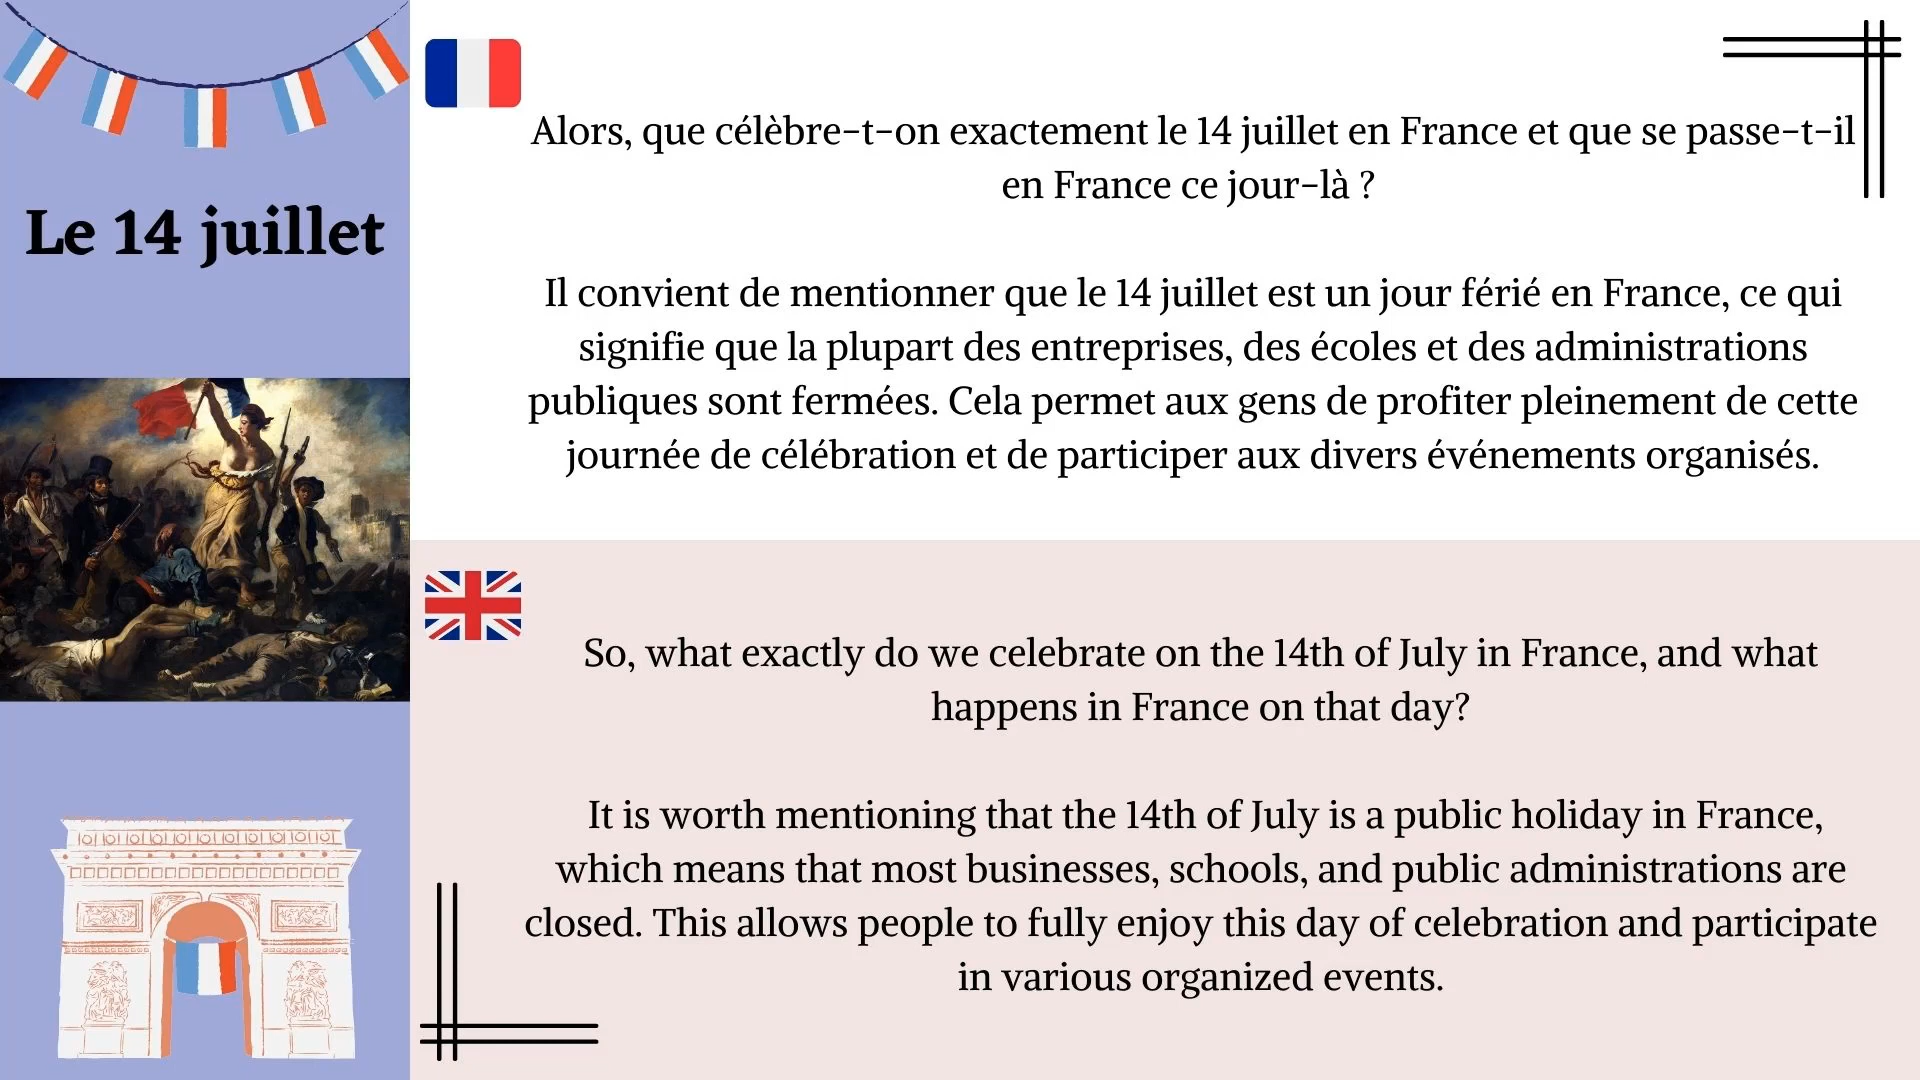 Le 14 juillet
Alors, que célèbre-t-on exactement le 14 juillet en France et que se passe-t-il
en France ce jour-là ?
Il convient de mentionner que le 14 juillet est un jour férié en France, ce qui
signifie que la plupart des entreprises, des écoles et des administrations
publiques sont fermées. Cela permet aux gens de profiter pleinement de cette
journée de célébration et de participer aux divers événements organisés.
So, what exactly do we celebrate on the 14th of July in France, and what
happens in France on that day?
It is worth mentioning that the 14th of July is a public holiday in France,
which means that most businesses, schools, and public administrations are
closed. This allows people to fully enjoy this day of celebration and participate
in various organized events.